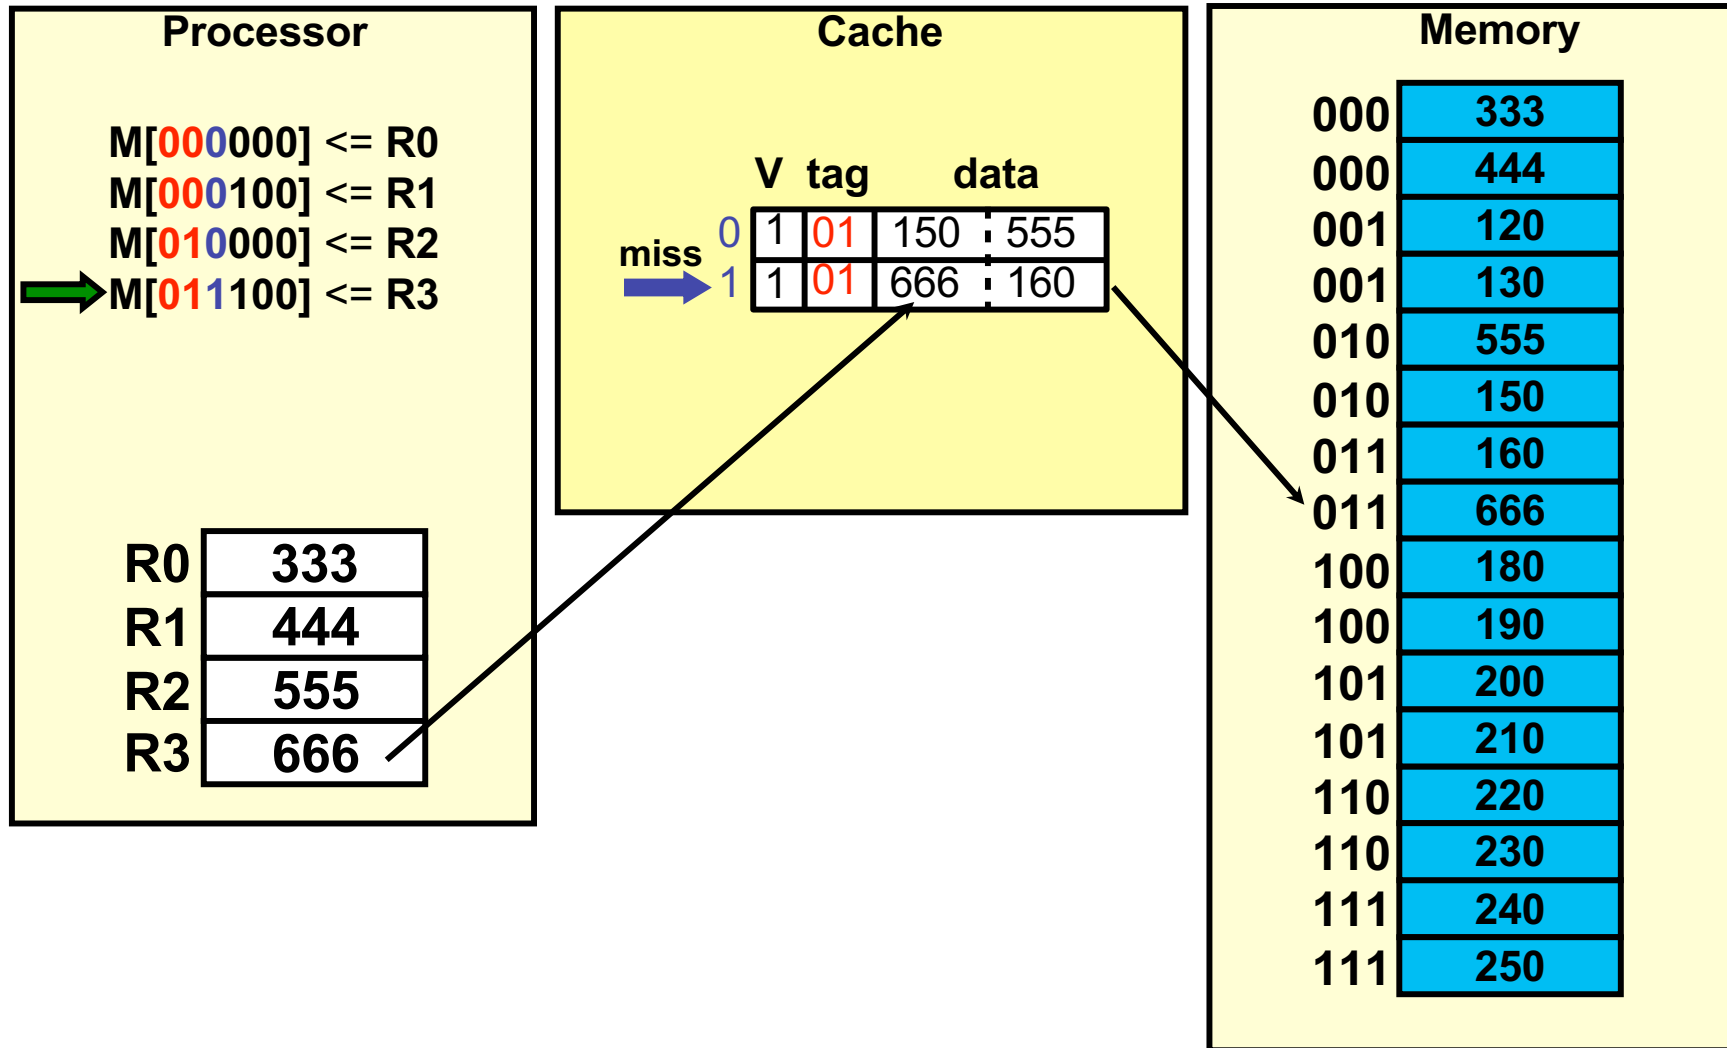 Processor
M[000000] <= R0
M[000100] <= R1
M[010000] <= R2
M[011100] <= R3
R0 333
R1 444
R2 555
R3 666
Cache
V tag data
0 1 01 150 555
miss
1 1 01 666 160
Memory
000 333
000 444
001 120
001 130
010 555
010 150
011 160
011 666
100 180
100 190
101 200
101 210
110 220
110 230
111 240
111 250